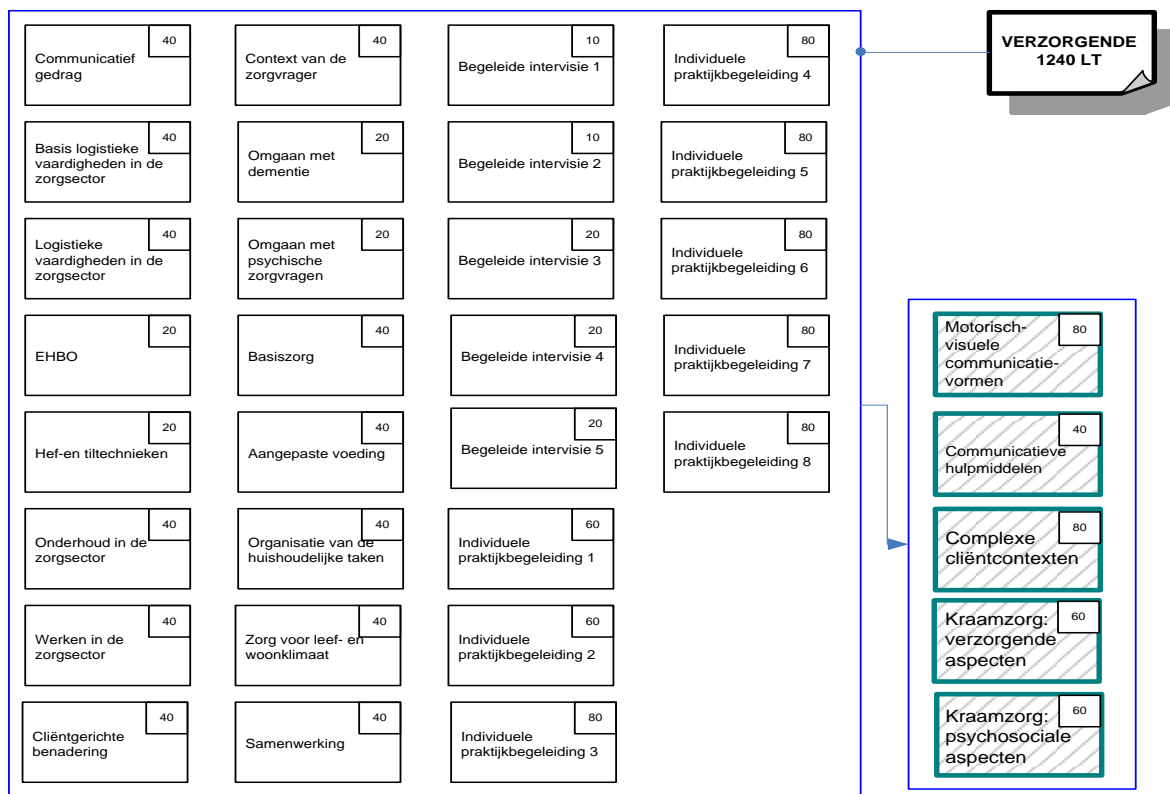 40
Communicatief
gedrag
40
Basis logistieke
vaardigheden in de
zorgsector
40
Logistieke
vaardigheden in de
zorgsector
20
EHBO
20
Hef-en tiltechnieken
40
Onderhoud in de
zorgsector
40
Werken in de
zorgsector
40
Cliëntgerichte
benadering
40
Context van de
zorgvrager
20
Omgaan met
dementie
20
Omgaan met
psychische
zorgvragen
40
Basiszorg
40
Aangepaste voeding
40
Organisatie van de
huishoudelijke taken
40
Zorg voor leef- en
woonklimaat
40
Samenwerking
10
Begeleide intervisie 1
10
Begeleide intervisie 2
20
Begeleide intervisie 3
20
Begeleide intervisie 4
20
Begeleide intervisie 5
60
Individuele
praktijkbegeleiding 1
60
Individuele
praktijkbegeleiding 2
80
Individuele
praktijkbegeleiding 3
80
Individuele
praktijkbegeleiding 4
80
Individuele
praktijkbegeleiding 5
80
Individuele
praktijkbegeleiding 6
80
Individuele
praktijkbegeleiding 7
80
Individuele
praktijkbegeleiding 8
VERZORGENDE
1240 LT
80
Motorisch-
visuele
communicatie-
vormen
40
Communicatieve
hulpmiddelen
80
Complexe
cliëntcontexten
60
Kraamzorg:
verzorgende
aspecten
60
Kraamzorg:
psychosociale
aspecten